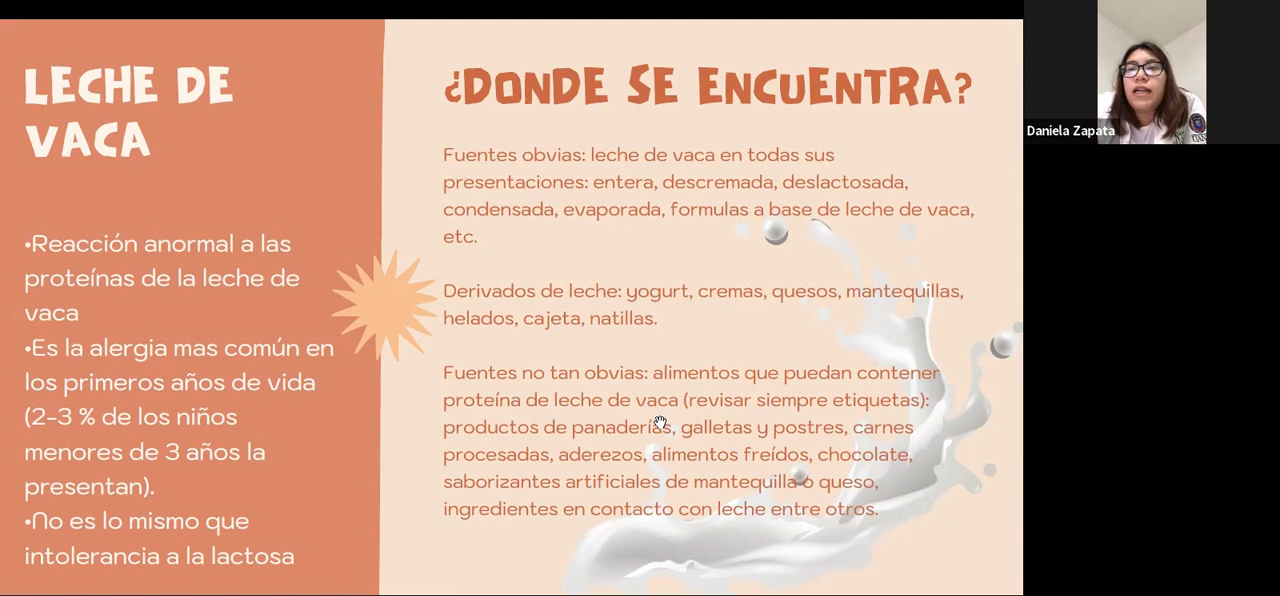 LECHE DE
VACA
•Reacción anormal a las
proteínas de la leche de
vaca
•Es la alergia mas común en
los primeros años de vida
(2-3 % de los niños
menores de 3 años la
presentan).
•No es lo mismo que
intolerancia a la lactosa
¿DONDE SE ENCUENTRA?
Fuentes obvias: leche de vaca en todas sus
presentaciones: entera, descremada, deslactosada,
condensada, evaporada, formulas a base de leche de vaca,
etc.
Derivados de leche: yogurt, cremas, quesos, mantequillas,
helados, cajeta, natillas.
Fuentes no tan obvias: alimentos que puedan contener
proteína de leche de vaca (revisar siempre etiquetas):
productos de panaderías, galletas y postres, carnes
procesadas, aderezos, alimentos freídos, chocolate,
saborizantes artificiales de mantequilla o queso,
ingredientes en contacto con leche entre otros.
Daniela Zapata